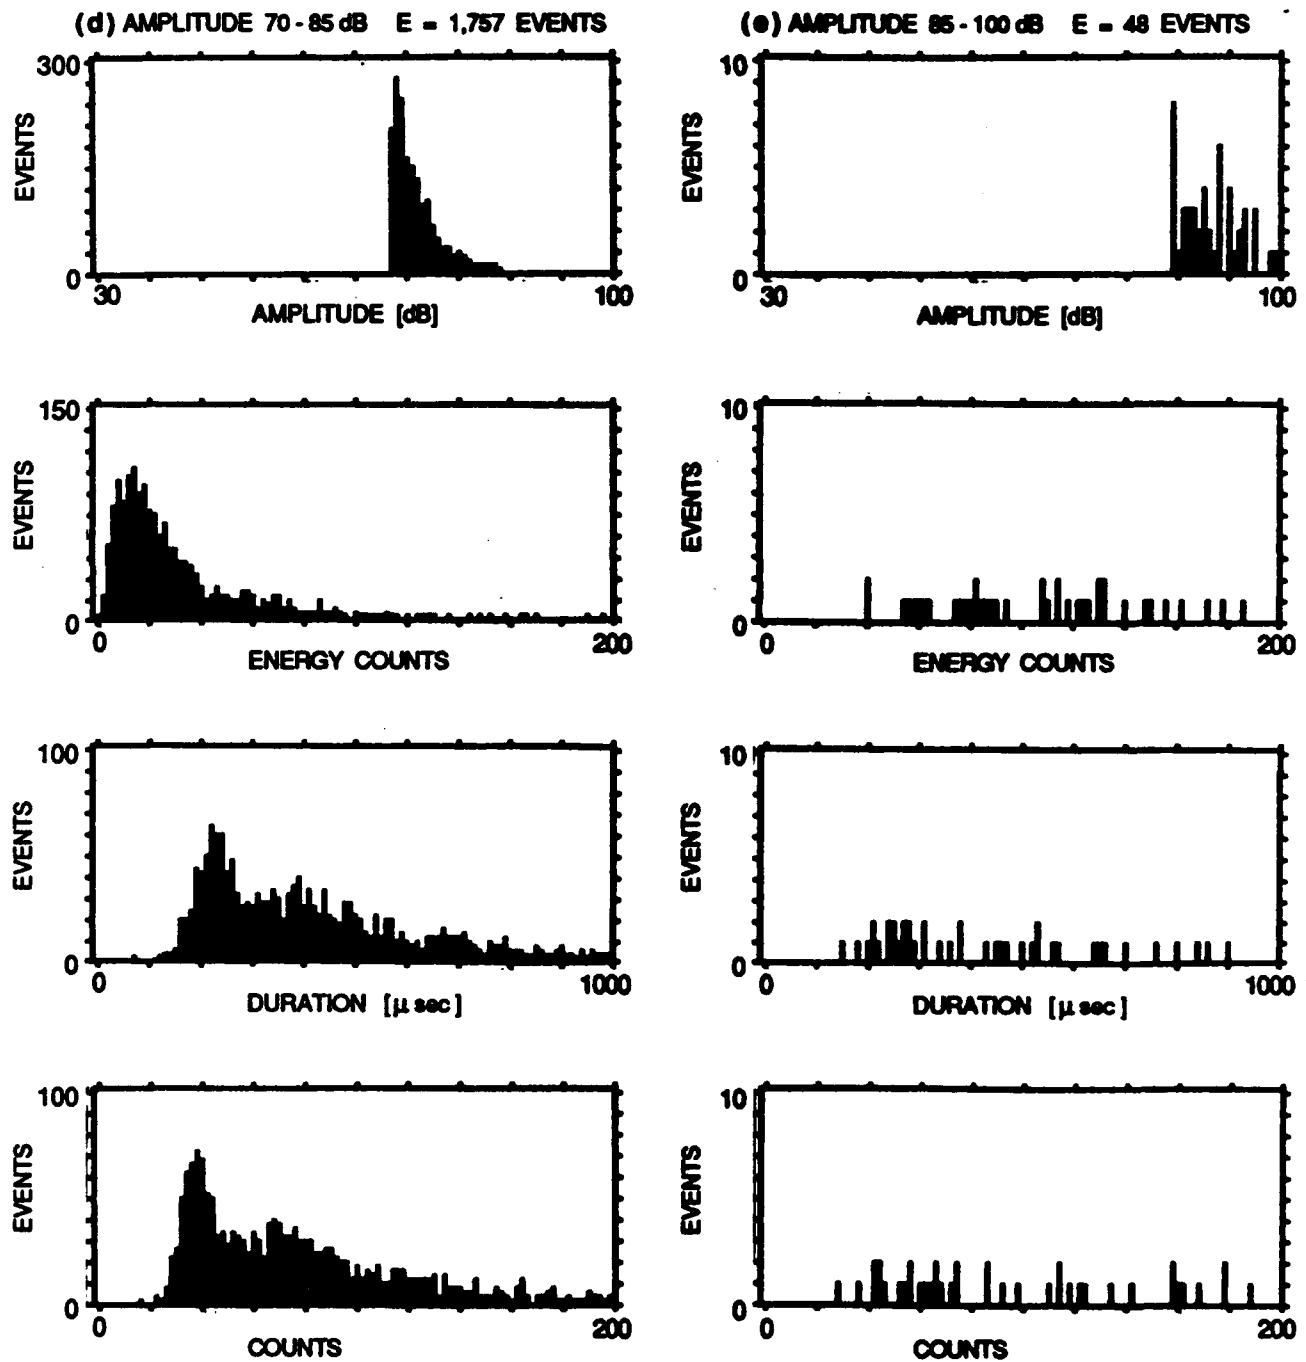 (d) AMPLITUDE 70 - 85 dB E = 1,757 EVENTS
300
EVENTS
0
30
100
AMPLITUDE [dB]
150
EVENTS
0
0
200
ENERGY COUNTS
100
EVENTS
0
0
1000
DURATION [μ sec]
100
EVENTS
0
0
200
COUNTS
(e) AMPLITUDE 85 - 100 dB E = 48 EVENTS
10
EVENTS
0
30
100
AMPLITUDE [dB]
10
EVENTS
0
0
200
ENERGY COUNTS
10
EVENTS
0
0
1000
DURATION [μ sec]
10
EVENTS
0
0
200
COUNTS